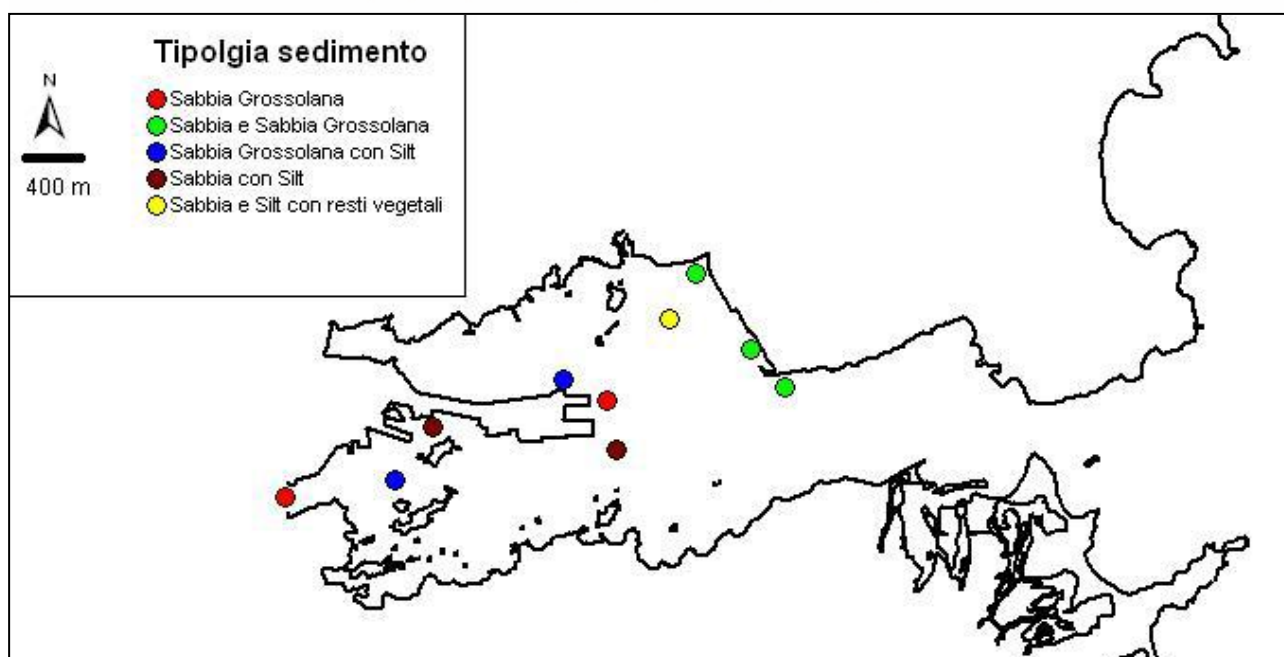 Tipolgia sedimento
N
400 m
Sabbia Grossolana
Sabbia e Sabbia Grossolana
Sabbia Grossolana con Silt
Sabbia con Silt
Sabbia e Silt con resti vegetali